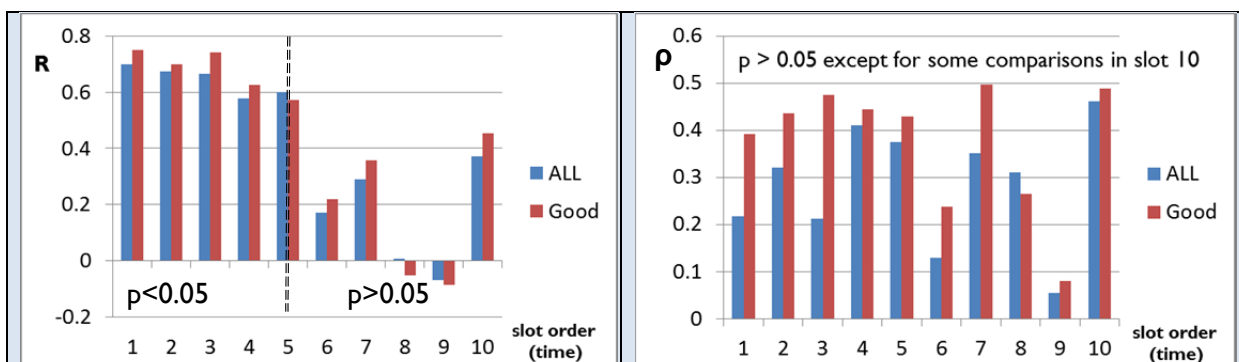 0.8
R
0.6
0.4
0.2
0
-0.2
p<0.05
p>0.05
ALL
Good
1 2 3 4 5 6 7 8 9 10
slot order
(time)
0.6
ρ
p > 0.05 except for some comparisons in slot 10
0.5
0.4
0.3
0.2
0.1
0
ALL
Good
1 2 3 4 5 6 7 8 9 10
slot order
(time)